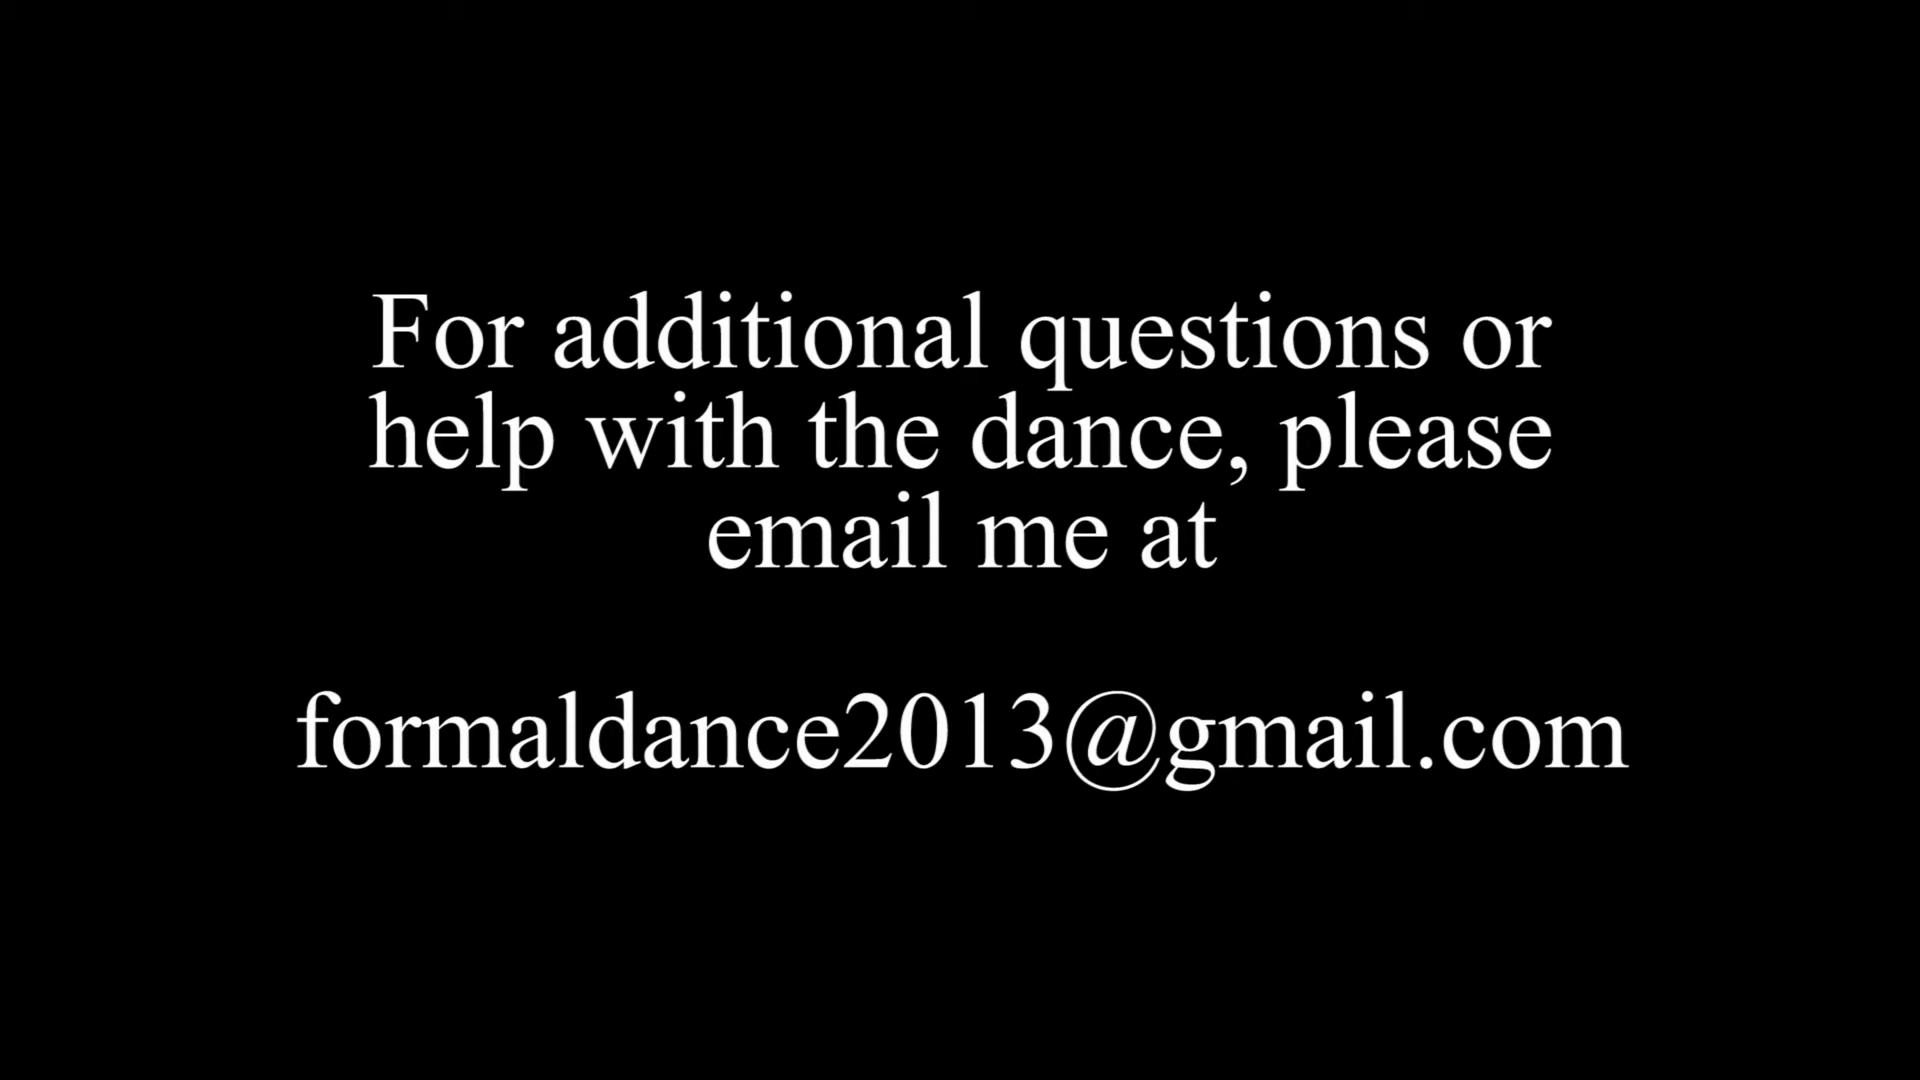 For additional questions or
help with the dance, please
email me at
formaldance2013@gmail.com